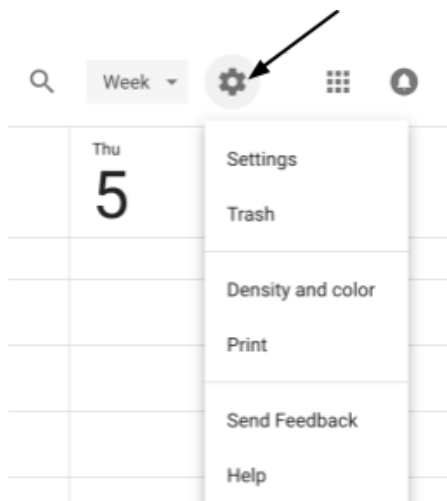 Week
Thu
5
Settings
Trash
Density and color
Print
Send Feedback
Help